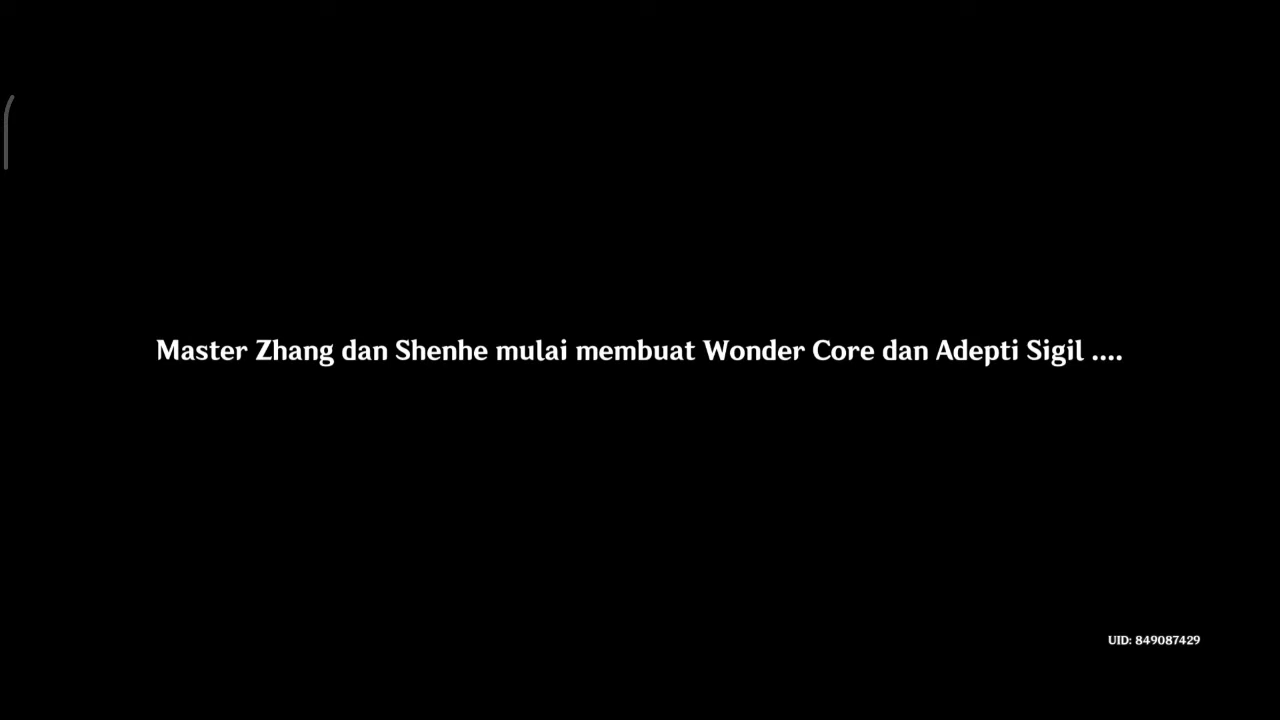 Master Zhang dan Shenhe mulai membuat Wonder Core dan Adepti Sigil ....
UID: 849087429